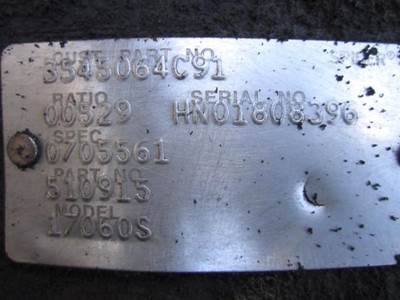 CUST PART NO.
3545064C91
RATIO SERIAL NO.
00529 HN01808396
SPEC
0705561
PART NO.
510915
MODEL
17060S